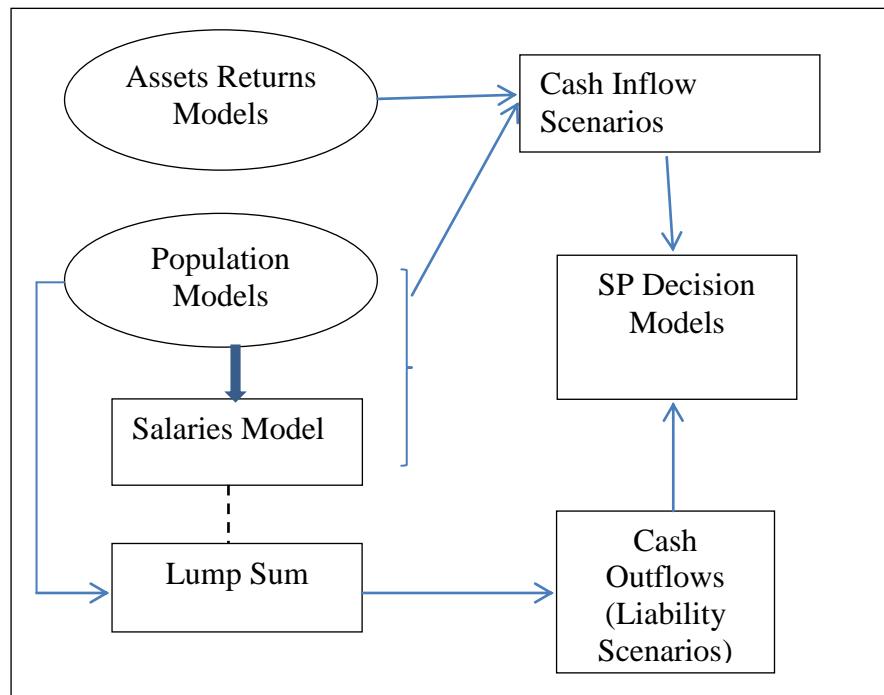 Assets Returns
Models
Cash Inflow
Scenarios
Population
Models
SP Decision
Models
Salaries Model
Lump Sum
Cash
Outflows
(Liability
Scenarios)